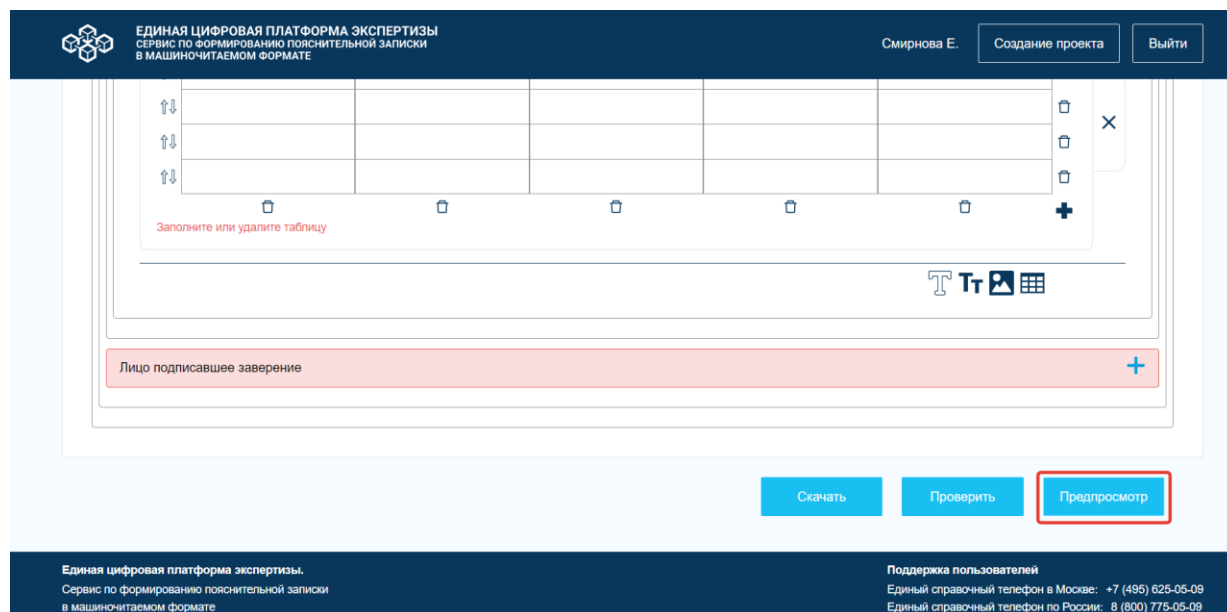 ЕДИНАЯ ЦИФРОВАЯ ПЛАТФОРМА ЭКСПЕРТИЗЫ
СЕРВИС ПО ФОРМИРОВАНИЮ ПОЯСНИТЕЛЬНОЙ ЗАПИСКИ
В МАШИНОЧИТАЕМОМ ФОРМАТЕ
Смирнова Е.
Создание проекта
Выйти
Заполните или удалите таблицу
Лицо подписавшее заверение
Скачать
Проверить
Предпросмотр
Единая цифровая платформа экспертизы.
Сервис по формированию пояснительной записки
в машиночитаемом формате
Поддержка пользователей
Единый справочный телефон в Москве: +7 (495) 625-05-09
Единый справочный телефон по России: 8 (800) 775-05-09